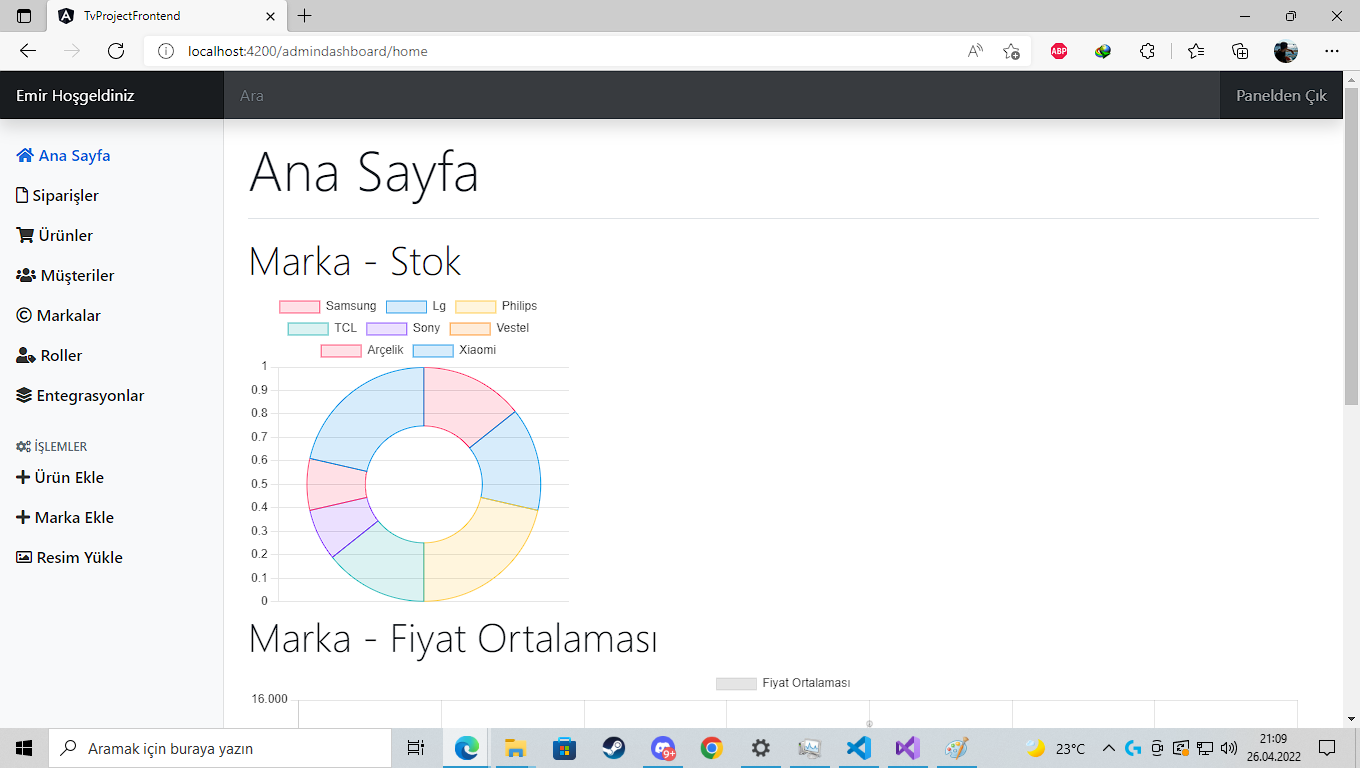 TvProjectFrontend
localhost:4200/admindashboard/home
ABP
Emir Hoşgeldiniz
Ara
Panelden Çık
Ana Sayfa
Siparişler
Ürünler
Müşteriler
Markalar
Roller
Entegrasyonlar
İŞLEMLER
Ürün Ekle
Marka Ekle
Resim Yükle
Ana Sayfa
Marka - Stok
Samsung Lg Philips
TCL Sony Vestel
Arçelik Xiaomi
1
0.9
0.8
0.7
0.6
0.5
0.4
0.3
0.2
0.1
0
Marka - Fiyat Ortalaması
Fiyat Ortalaması
16.000
Aramak için buraya yazın
9+
23°C
21:09
26.04.2022